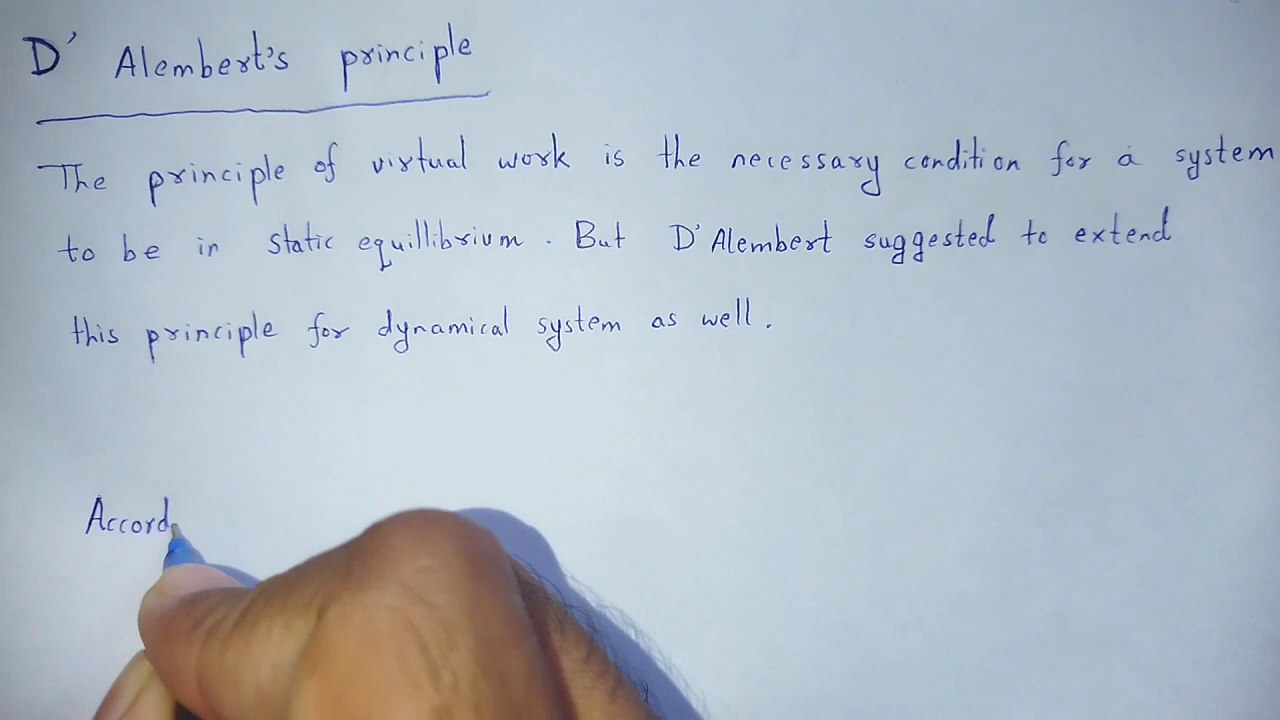 D' Alembert's principle
The principle of virtual work is the necessary condition for a system
to be in static equillibrium. But D'Alembert suggested to extend
this principle for dynamical system as well.
Accord